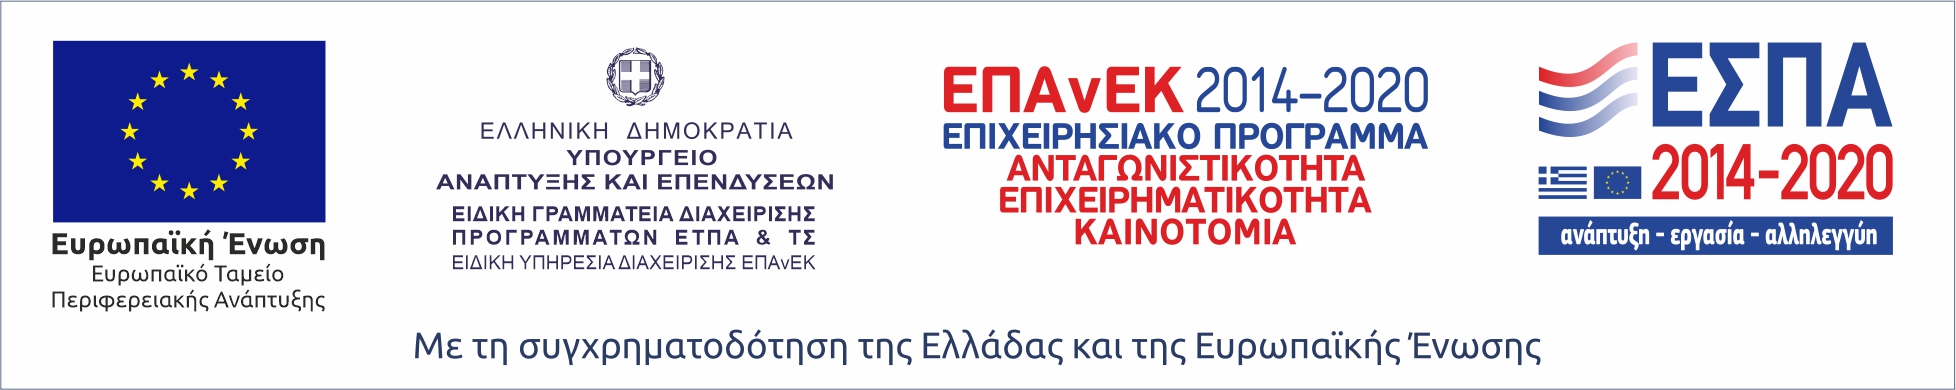 Ευρωπαϊκή Ένωση
Ευρωπαϊκό Ταμείο
Περιφερειακής Ανάπτυξης
ΕΛΛΗΝΙΚΗ ΔΗΜΟΚΡΑΤΙΑ
ΥΠΟΥΡΓΕΙΟ
ΑΝΑΠΤΥΞΗΣ ΚΑΙ ΕΠΕΝΔΥΣΕΩΝ
ΕΙΔΙΚΗ ΓΡΑΜΜΑΤΕΙΑ ΔΙΑΧΕΙΡΙΣΗΣ
ΠΡΟΓΡΑΜΜΑΤΩΝ ΕΤΠΑ & ΤΣ
ΕΙΔΙΚΗ ΥΠΗΡΕΣΙΑ ΔΙΑΧΕΙΡΙΣΗΣ ΕΠΑνΕΚ
ΕΠΑνΕΚ 2014-2020
ΕΠΙΧΕΙΡΗΣΙΑΚΟ ΠΡΟΓΡΑΜΜΑ
ΑΝΤΑΓΩΝΙΣΤΙΚΟΤΗΤΑ
ΕΠΙΧΕΙΡΗΜΑΤΙΚΟΤΗΤΑ
ΚΑΙΝΟΤΟΜΙΑ
ΕΣΠΑ
2014-2020
ανάπτυξη - εργασία - αλληλεγγύη
Με τη συγχρηματοδότηση της Ελλάδας και της Ευρωπαϊκής Ένωσης